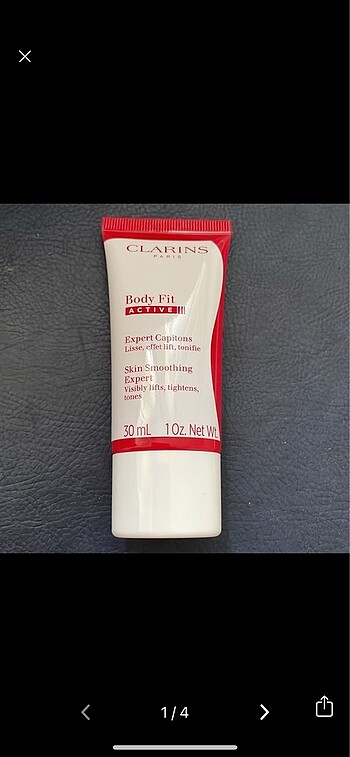 CLARINS
PARIS
Body Fit
ACTIVE
Expert Capitons
Lisse, effet lift, tonifie
Skin Smoothing
Expert
Visibly lifts, tightens,
tones
30 mL 1 Oz. Net Wt.
1/4